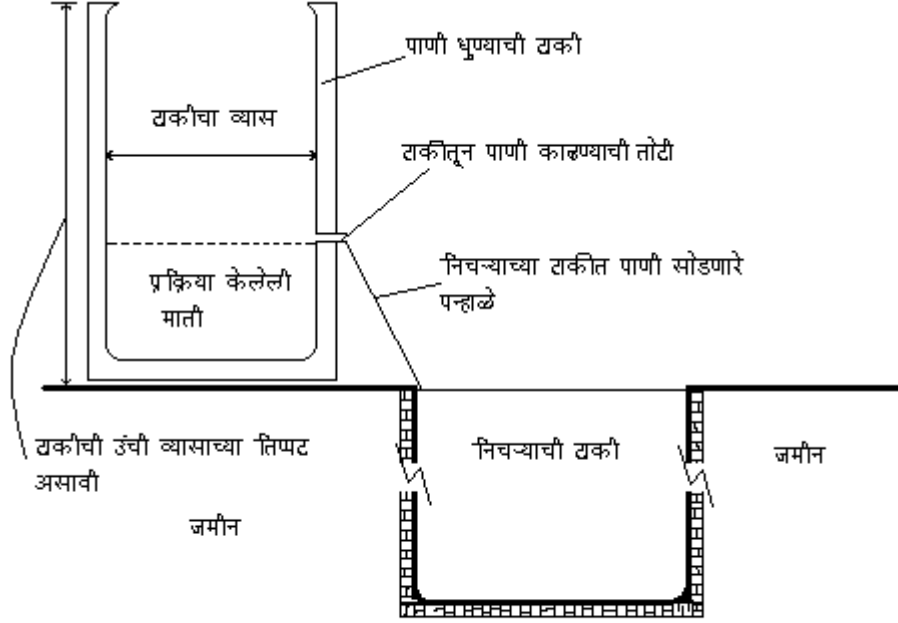 पाणी धुण्याची टाकी
टाकीचा व्यास
टाकीतून पाणी काढण्याची तोटी
निचऱ्याच्या टाकीत पाणी सोडणारे
पन्हाळे
प्रक्रिया केलेली
माती
टाकीची उंची व्यासाच्या तिप्पट
असावी
निचऱ्याची टाकी
जमीन
जमीन